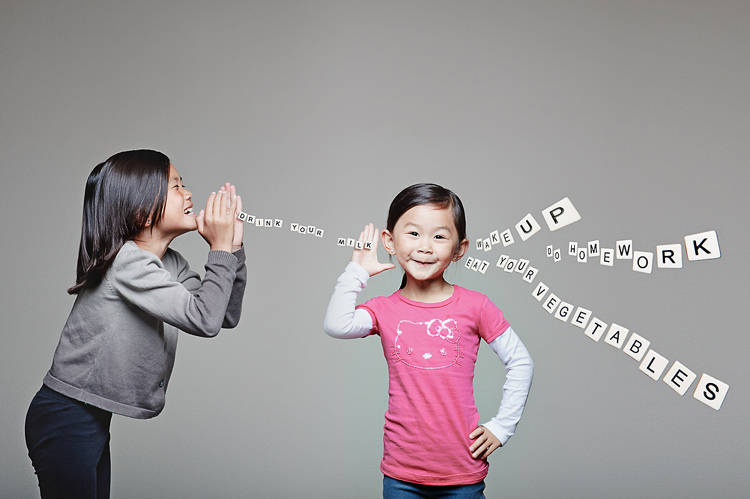 DRINK YOUR MILK
WAKE UP
DO HOMEWORK
EAT YOUR VEGETABLES